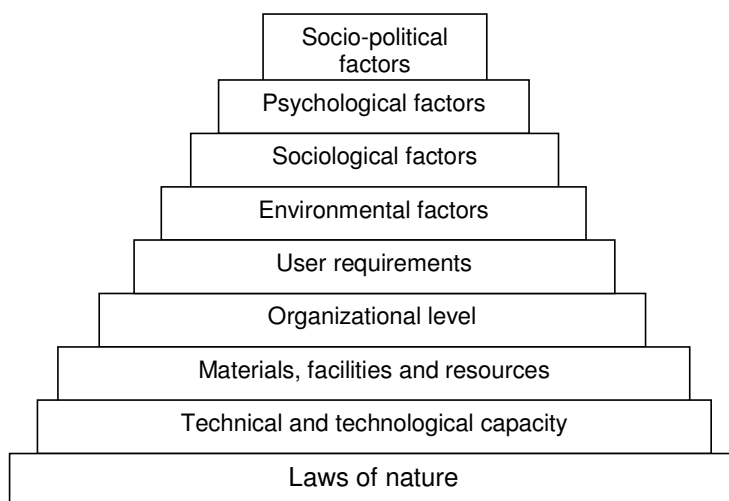 Socio-political
factors
Psychological factors
Sociological factors
Environmental factors
User requirements
Organizational level
Materials, facilities and resources
Technical and technological capacity
Laws of nature